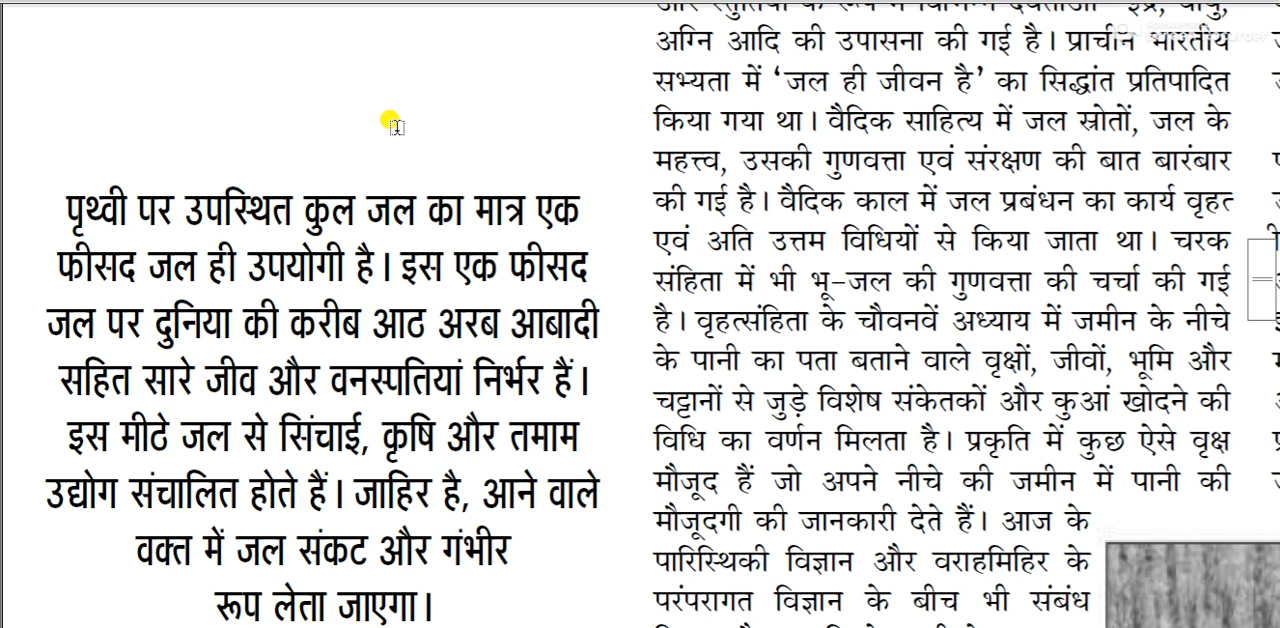 पृथ्वी पर उपस्थित कुल जल का मात्र एक
फीसद जल ही उपयोगी है। इस एक फीसद
जल पर दुनिया की करीब आठ अरब आबादी
सहित सारे जीव और वनस्पतियां निर्भर हैं।
इस मीठे जल से सिंचाई, कृषि और तमाम
उद्योग संचालित होते हैं। जाहिर है, आने वाले
वक्त में जल संकट और गंभीर
रूप लेता जाएगा।
अग्नि आदि की उपासना की गई है। प्राचीन भारतीय
सभ्यता में ‘जल ही जीवन है’ का सिद्धांत प्रतिपादित
किया गया था। वैदिक साहित्य में जल स्रोतों, जल के
महत्त्व, उसकी गुणवत्ता एवं संरक्षण की बात बारंबार
की गई है। वैदिक काल में जल प्रबंधन का कार्य वृहत
एवं अति उत्तम विधियों से किया जाता था। चरक
संहिता में भी भू-जल की गुणवत्ता की चर्चा की गई
है। वृहत्संहिता के चौवनवें अध्याय में जमीन के नीचे
के पानी का पता बताने वाले वृक्षों, जीवों, भूमि और
चट्टानों से जुड़े विशेष संकेतकों और कुआं खोदने की
विधि का वर्णन मिलता है। प्रकृति में कुछ ऐसे वृक्ष
मौजूद हैं जो अपने नीचे की जमीन में पानी की
मौजूदगी की जानकारी देते हैं। आज के
पारिस्थिकी विज्ञान और वराहमिहिर के
परंपरागत विज्ञान के बीच भी संबंध